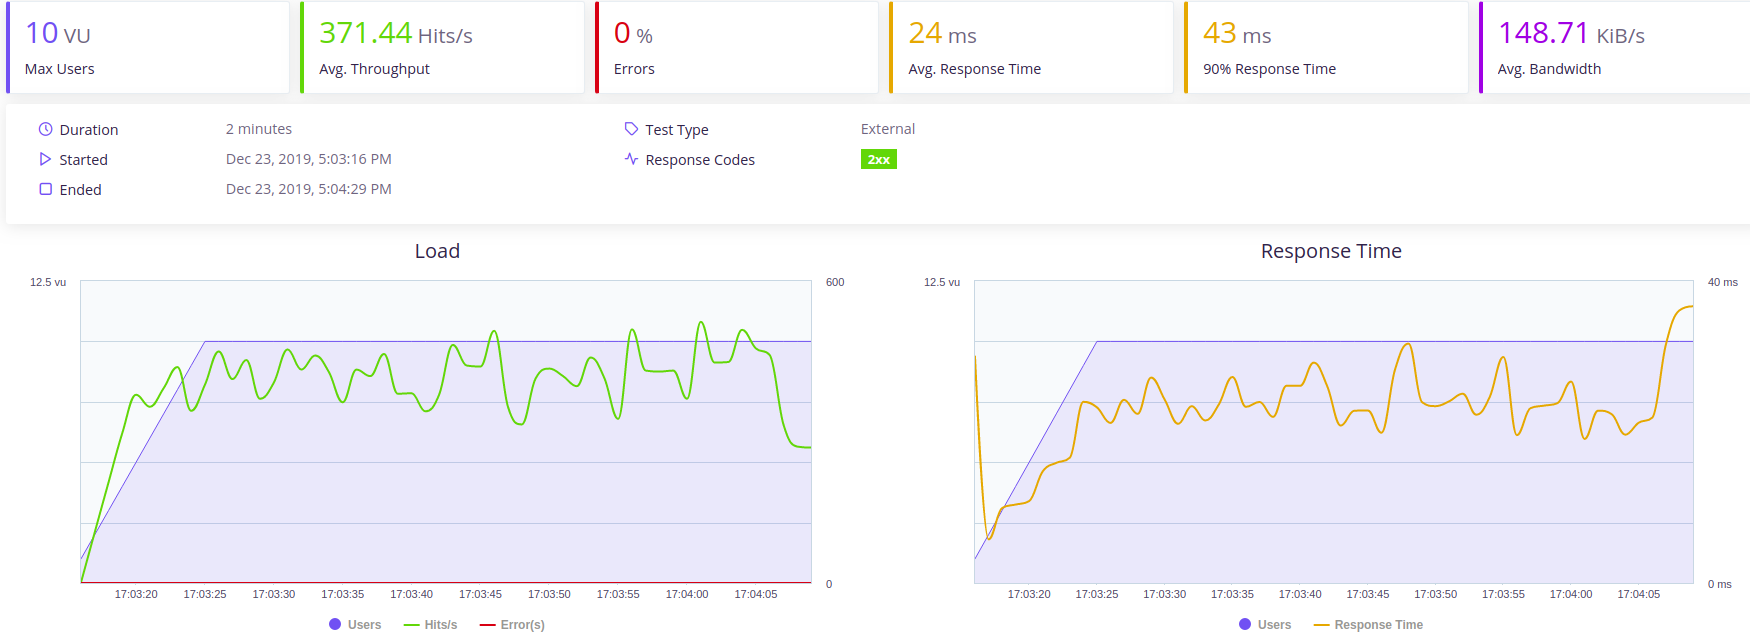 10 VU
Max Users
371.44 Hits/s
Avg. Throughput
0 %
Errors
24 ms
Avg. Response Time
43 ms
90% Response Time
148.71 KiB/s
Avg. Bandwidth
Duration 2 minutes
Test Type External
Started Dec 23, 2019, 5:03:16 PM
Response Codes 2xx
Ended Dec 23, 2019, 5:04:29 PM
Load
12.5 vu
600
0
17:03:20 17:03:25 17:03:30 17:03:35 17:03:40 17:03:45 17:03:50 17:03:55 17:04:00 17:04:05
Users Hits/s Error(s)
Response Time
12.5 vu
40 ms
0 ms
17:03:20 17:03:25 17:03:30 17:03:35 17:03:40 17:03:45 17:03:50 17:03:55 17:04:00 17:04:05
Users Response Time